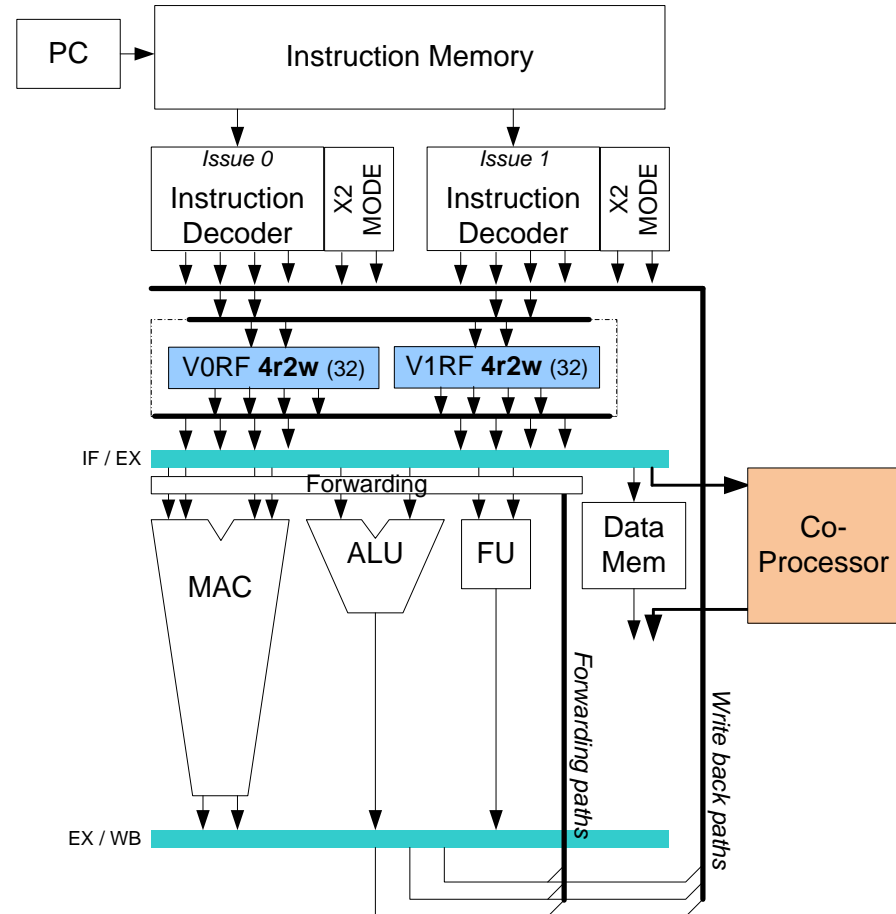 PC
Instruction Memory
Issue 0
Instruction
Decoder
X2
MODE
Issue 1
Instruction
Decoder
X2
MODE
V0RF 4r2w (32)
V1RF 4r2w (32)
IF / EX
Forwarding
MAC
ALU
FU
Data
Mem
Co-
Processor
Forwarding paths
Write back paths
EX / WB